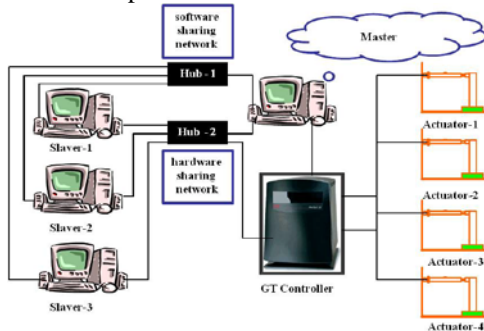 software
sharing
network
Master
Hub - 1
Slaver-1
Hub - 2
Actuator-1
hardware
sharing
network
Slaver-2
Actuator-2
GT Controller
Actuator-3
Slaver-3
Actuator-4